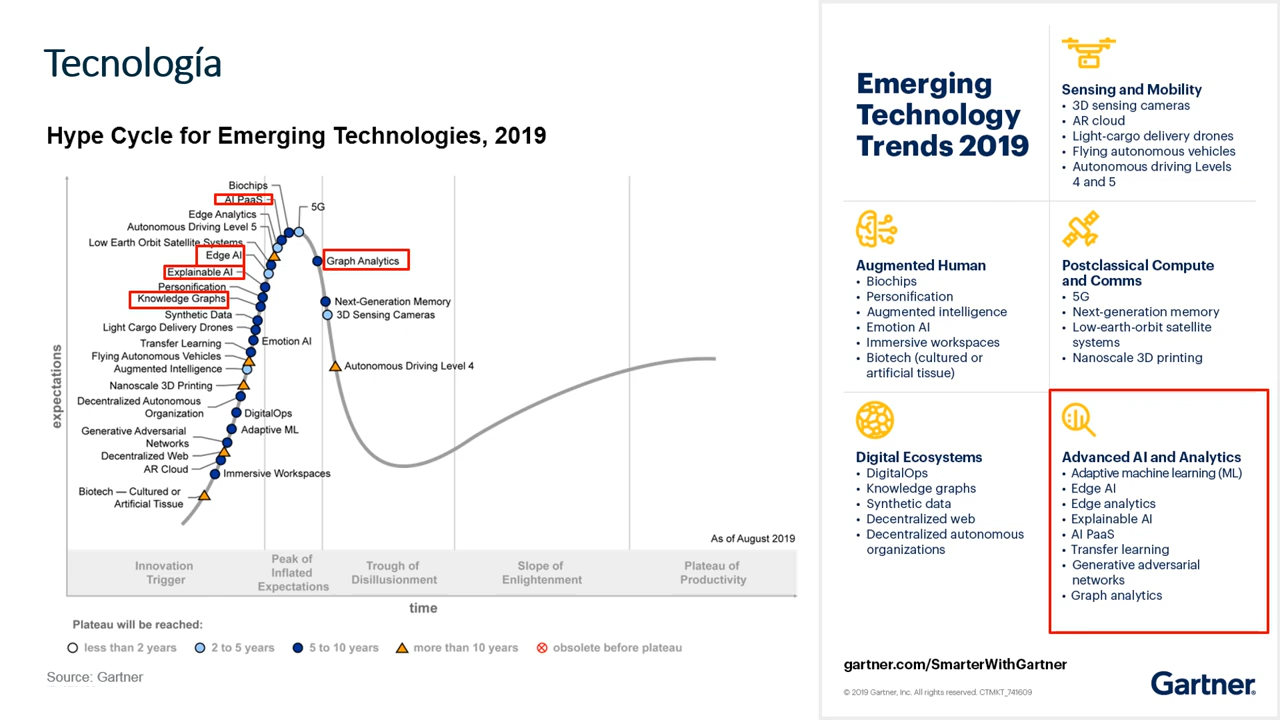 Tecnología
Hype Cycle for Emerging Technologies, 2019
expectations
Biochips
AI PaaS
Edge Analytics
Autonomous Driving Level 5
Low Earth Orbit Satellite Systems
Edge AI
Explainable AI
Personification
Knowledge Graphs
Synthetic Data
Light Cargo Delivery Drones
Transfer Learning
Flying Autonomous Vehicles
Augmented Intelligence
Nanoscale 3D Printing
Decentralized Autonomous
Organization
Generative Adversarial
Networks
Decentralized Web
AR Cloud
Biotech — Cultured or
Artificial Tissue
5G
Graph Analytics
Next-Generation Memory
3D Sensing Cameras
Emotion AI
Autonomous Driving Level 4
DigitalOps
Adaptive ML
Immersive Workspaces
As of August 2019
Innovation
Trigger
Peak of
Inflated
Expectations
Trough of
Disillusionment
Slope of
Enlightenment
Plateau of
Productivity
time
Plateau will be reached:
less than 2 years
2 to 5 years
5 to 10 years
more than 10 years
obsolete before plateau
Source: Gartner
Emerging
Technology
Trends 2019
Sensing and Mobility
• 3D sensing cameras
• AR cloud
• Light-cargo delivery drones
• Flying autonomous vehicles
• Autonomous driving Levels
4 and 5
Augmented Human
• Biochips
• Personification
• Augmented intelligence
• Emotion AI
• Immersive workspaces
• Biotech (cultured or
artificial tissue)
Postclassical Compute
and Comms
• 5G
• Next-generation memory
• Low-earth-orbit satellite
systems
• Nanoscale 3D printing
Digital Ecosystems
• DigitalOps
• Knowledge graphs
• Synthetic data
• Decentralized web
• Decentralized autonomous
organizations
Advanced AI and Analytics
• Adaptive machine learning (ML)
• Edge AI
• Edge analytics
• Explainable AI
• AI PaaS
• Transfer learning
• Generative adversarial
networks
• Graph analytics
gartner.com/SmarterWithGartner
© 2019 Gartner, Inc. All rights reserved. CTMKT_741609
Gartner.